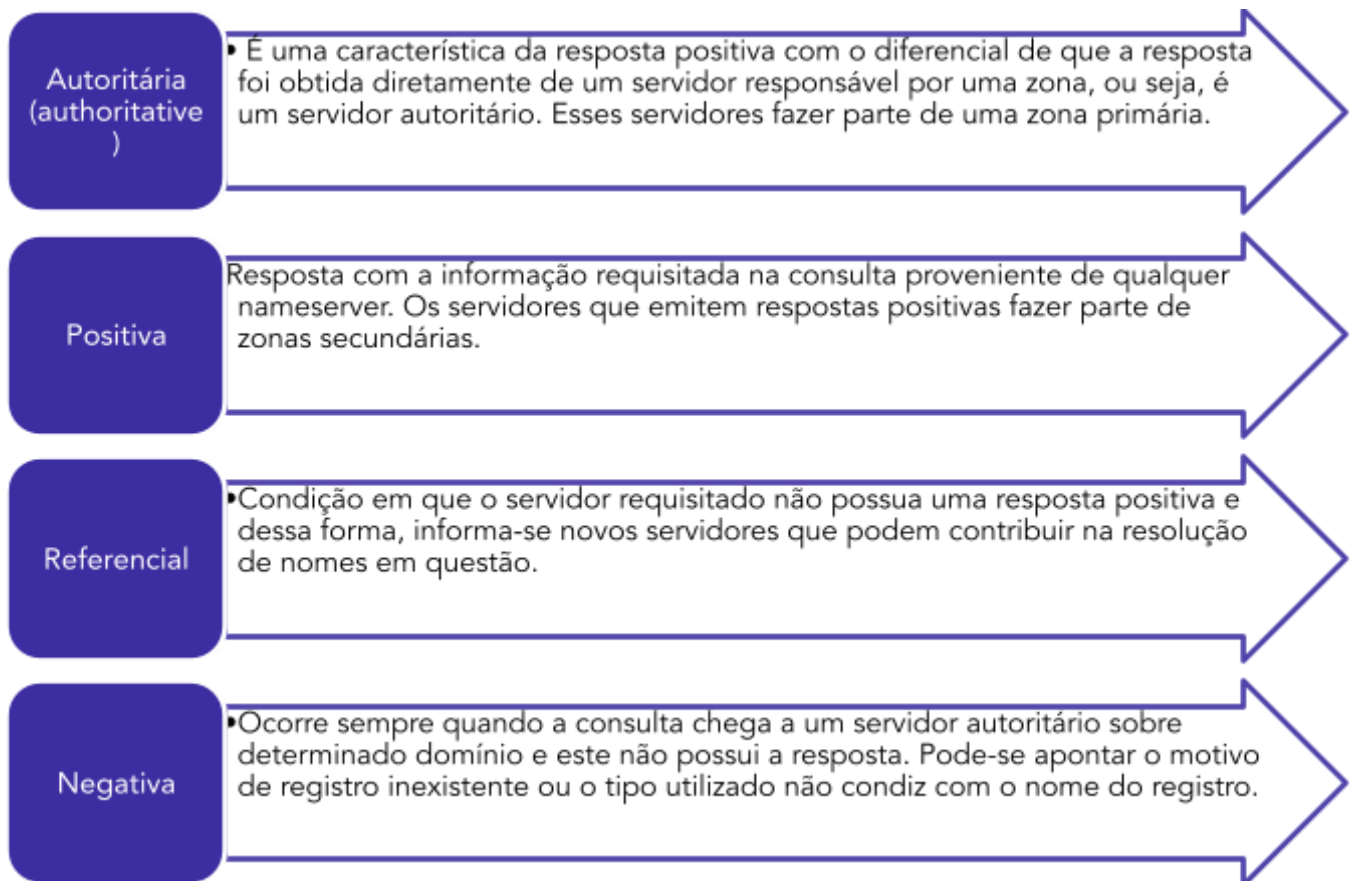 Autoritária
(authoritative
)
• É uma característica da resposta positiva com o diferencial de que a resposta
foi obtida diretamente de um servidor responsável por uma zona, ou seja, é
um servidor autoritário. Esses servidores fazer parte de uma zona primária.
Positiva
Resposta com a informação requisitada na consulta proveniente de qualquer
nameserver. Os servidores que emitem respostas positivas fazer parte de
zonas secundárias.
Referencial
•Condição em que o servidor requisitado não possua uma resposta positiva e
dessa forma, informa-se novos servidores que podem contribuir na resolução
de nomes em questão.
Negativa
•Ocorre sempre quando a consulta chega a um servidor autoritário sobre
determinado domínio e este não possui a resposta. Pode-se apontar o motivo
de registro inexistente ou o tipo utilizado não condiz com o nome do registro.